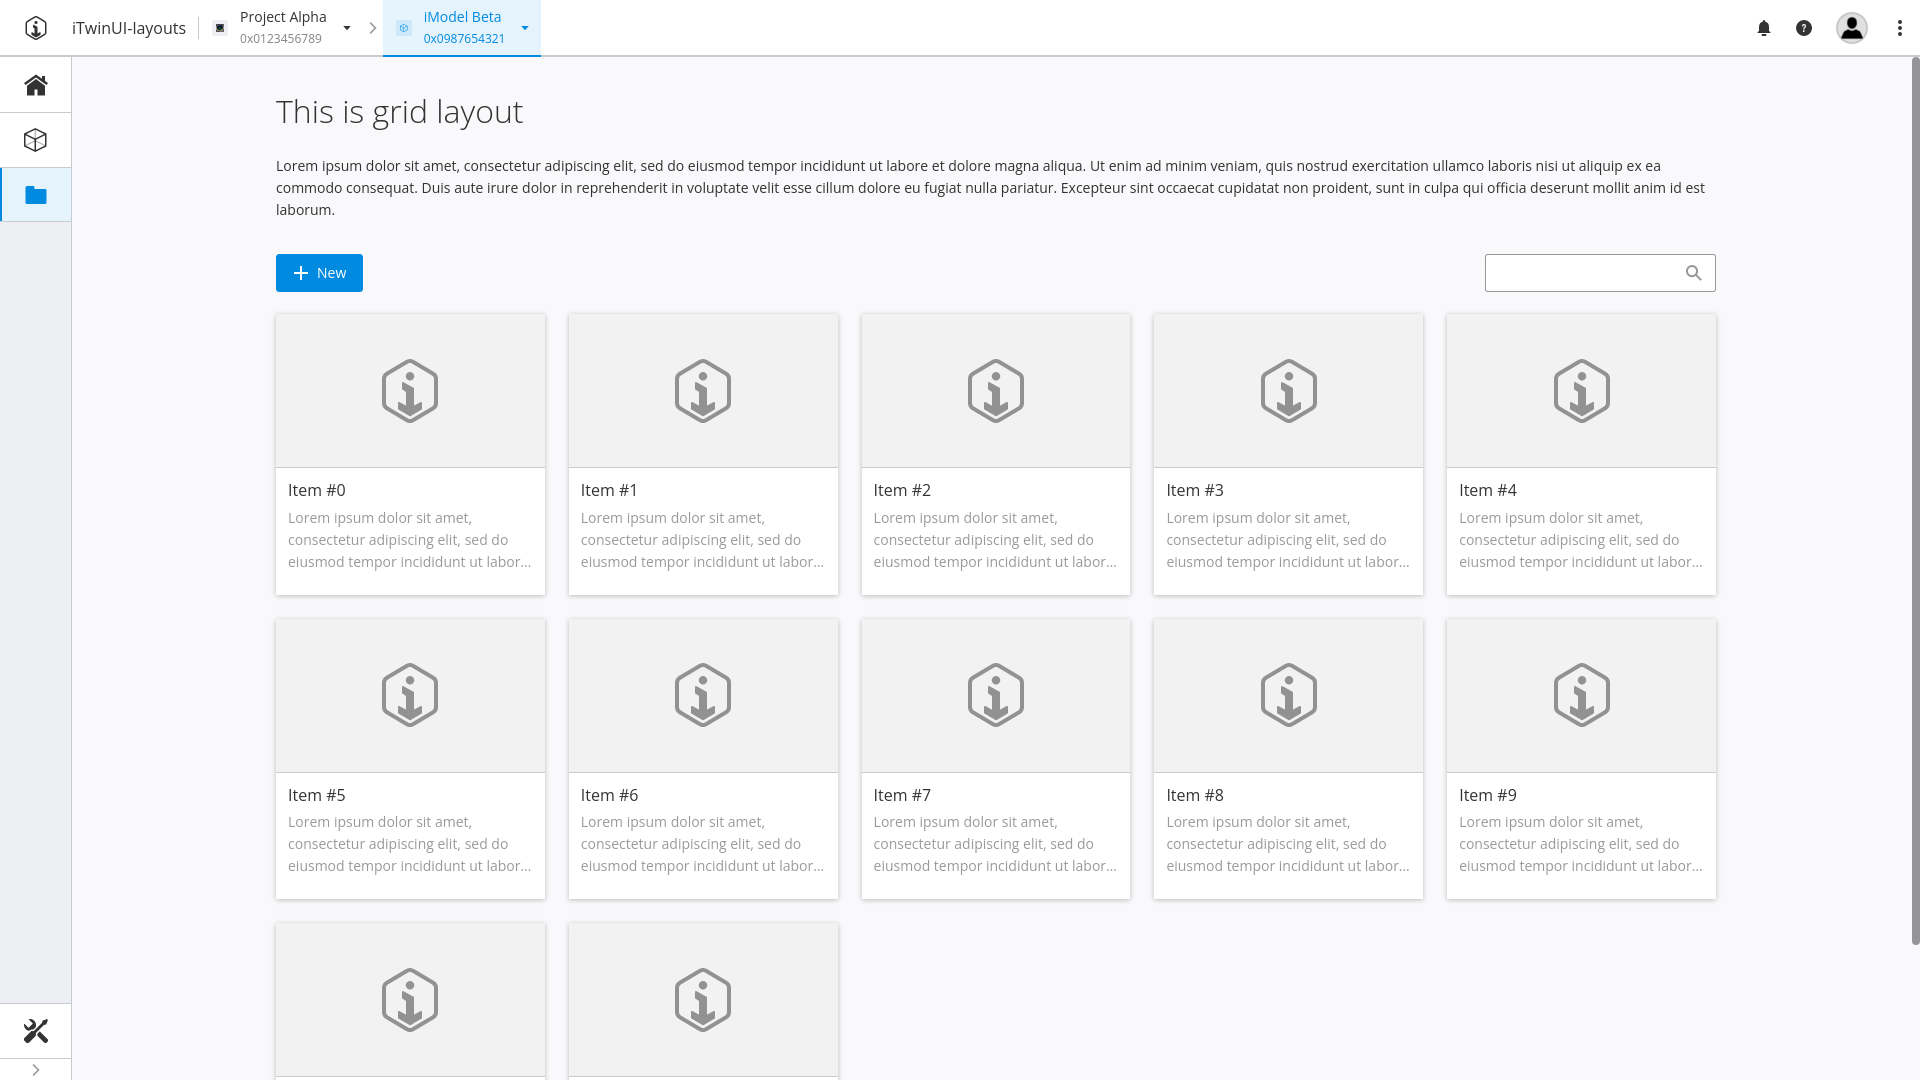 iTwinUI-layouts
Project Alpha
0x0123456789
iModel Beta
0x0987654321
This is grid layout
Lorem ipsum dolor sit amet, consectetur adipiscing elit, sed do eiusmod tempor incididunt ut labore et dolore magna aliqua. Ut enim ad minim veniam, quis nostrud exercitation ullamco laboris nisi ut aliquip ex ea
commodo consequat. Duis aute irure dolor in reprehenderit in voluptate velit esse cillum dolore eu fugiat nulla pariatur. Excepteur sint occaecat cupidatat non proident, sunt in culpa qui officia deserunt mollit anim id est
laborum.
New
Item #0
Lorem ipsum dolor sit amet,
consectetur adipiscing elit, sed do
eiusmod tempor incididunt ut labor...
Item #1
Lorem ipsum dolor sit amet,
consectetur adipiscing elit, sed do
eiusmod tempor incididunt ut labor...
Item #2
Lorem ipsum dolor sit amet,
consectetur adipiscing elit, sed do
eiusmod tempor incididunt ut labor...
Item #3
Lorem ipsum dolor sit amet,
consectetur adipiscing elit, sed do
eiusmod tempor incididunt ut labor...
Item #4
Lorem ipsum dolor sit amet,
consectetur adipiscing elit, sed do
eiusmod tempor incididunt ut labor...
Item #5
Lorem ipsum dolor sit amet,
consectetur adipiscing elit, sed do
eiusmod tempor incididunt ut labor...
Item #6
Lorem ipsum dolor sit amet,
consectetur adipiscing elit, sed do
eiusmod tempor incididunt ut labor...
Item #7
Lorem ipsum dolor sit amet,
consectetur adipiscing elit, sed do
eiusmod tempor incididunt ut labor...
Item #8
Lorem ipsum dolor sit amet,
consectetur adipiscing elit, sed do
eiusmod tempor incididunt ut labor...
Item #9
Lorem ipsum dolor sit amet,
consectetur adipiscing elit, sed do
eiusmod tempor incididunt ut labor...